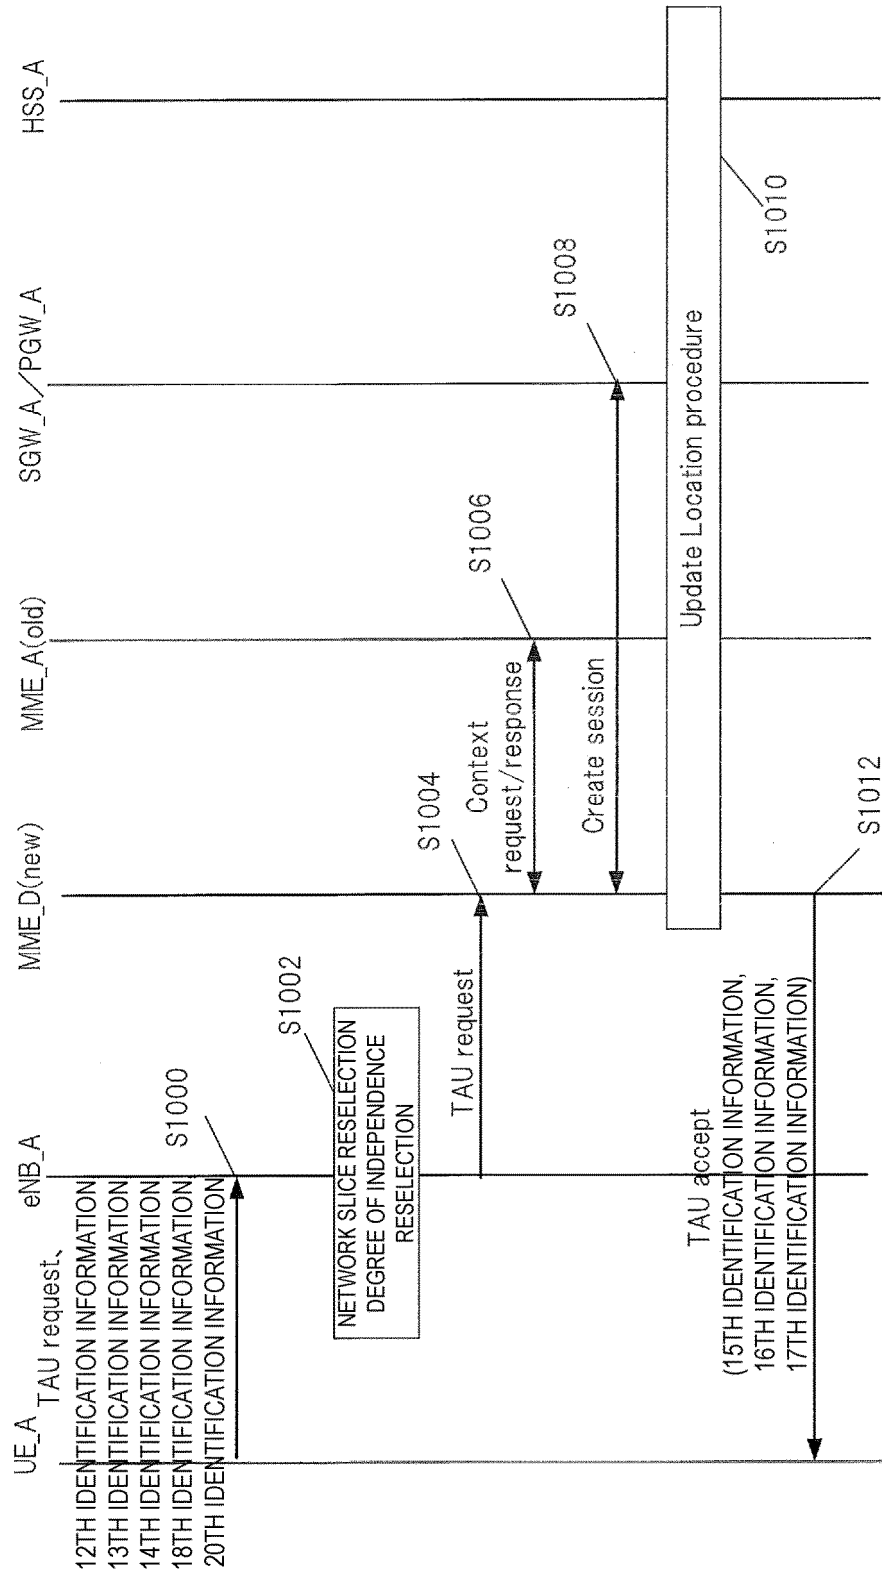 UE_A
eNB_A
MME_D(new)
MME_A(old)
SGW_A/PGW_A
HSS_A
TAU request、
12TH IDENTIFICATION INFORMATION
13TH IDENTIFICATION INFORMATION
14TH IDENTIFICATION INFORMATION
18TH IDENTIFICATION INFORMATION
20TH IDENTIFICATION INFORMATION
S1000
S1002
NETWORK SLICE RESELECTION
DEGREE OF INDEPENDENCE
RESELECTION
S1004
TAU request
S1006
Context
request/response
S1008
Create session
Update Location procedure
S1010
TAU accept
(15TH IDENTIFICATION INFORMATION,
16TH IDENTIFICATION INFORMATION,
17TH IDENTIFICATION INFORMATION)
S1012